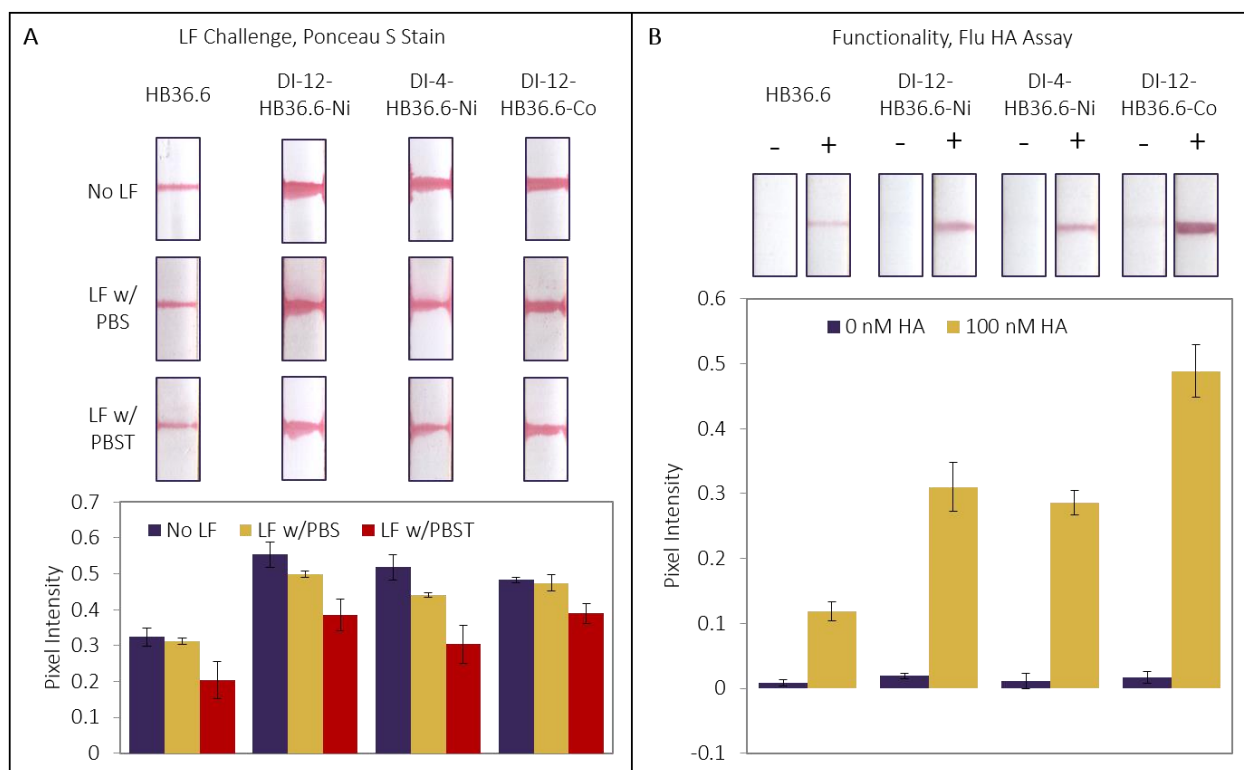 A
LF Challenge, Ponceau S Stain
HB36.6
DI-12-
HB36.6-Ni
DI-4-
HB36.6-Ni
DI-12-
HB36.6-Co
No LF
LF w/
PBS
LF w/
PBST
0.7
0.6
0.5
0.4
0.3
0.2
0.1
0
Pixel Intensity
No LF
LF w/PBS
LF w/PBST
B
Functionality, Flu HA Assay
HB36.6
DI-12-
HB36.6-Ni
DI-4-
HB36.6-Ni
DI-12-
HB36.6-Co
- + - + - + - +
0.6
0.5
0.4
0.3
0.2
0.1
0
-0.1
Pixel Intensity
0 nM HA
100 nM HA